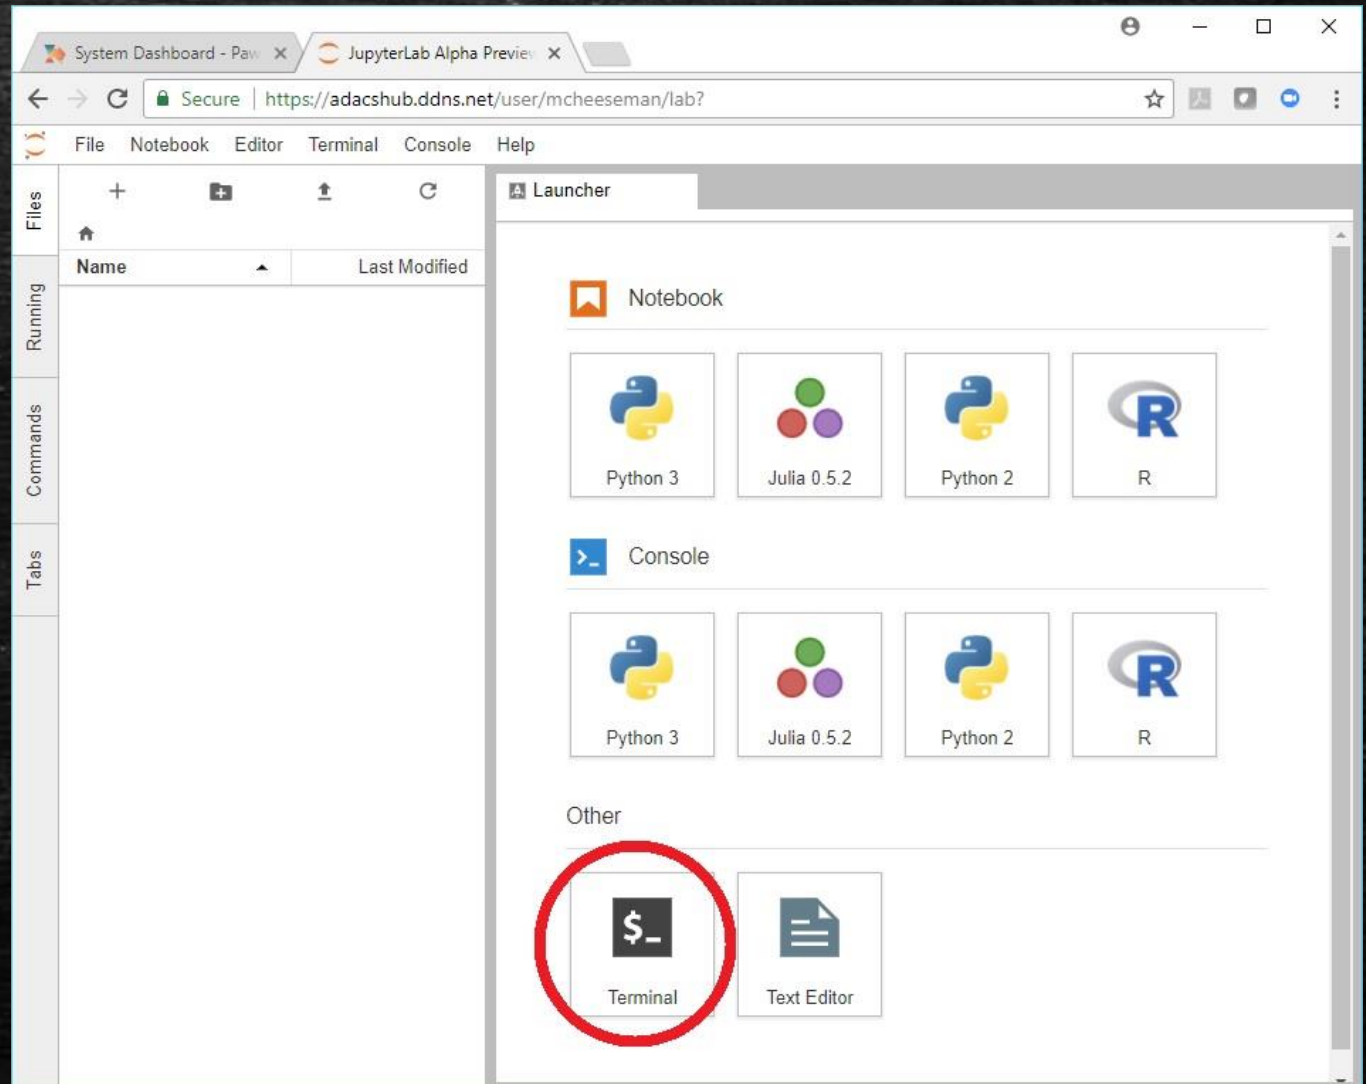 System Dashboard - Paw
JupyterLab Alpha Preview
Secure | https://adacshub.ddns.net/user/mcheeseman/lab?
File Notebook Editor Terminal Console Help
Files
Running
Commands
Tabs
Name Last Modified
Launcher
Notebook
Python 3 Julia 0.5.2 Python 2 R
Console
Python 3 Julia 0.5.2 Python 2 R
Other
$_
Terminal Text Editor